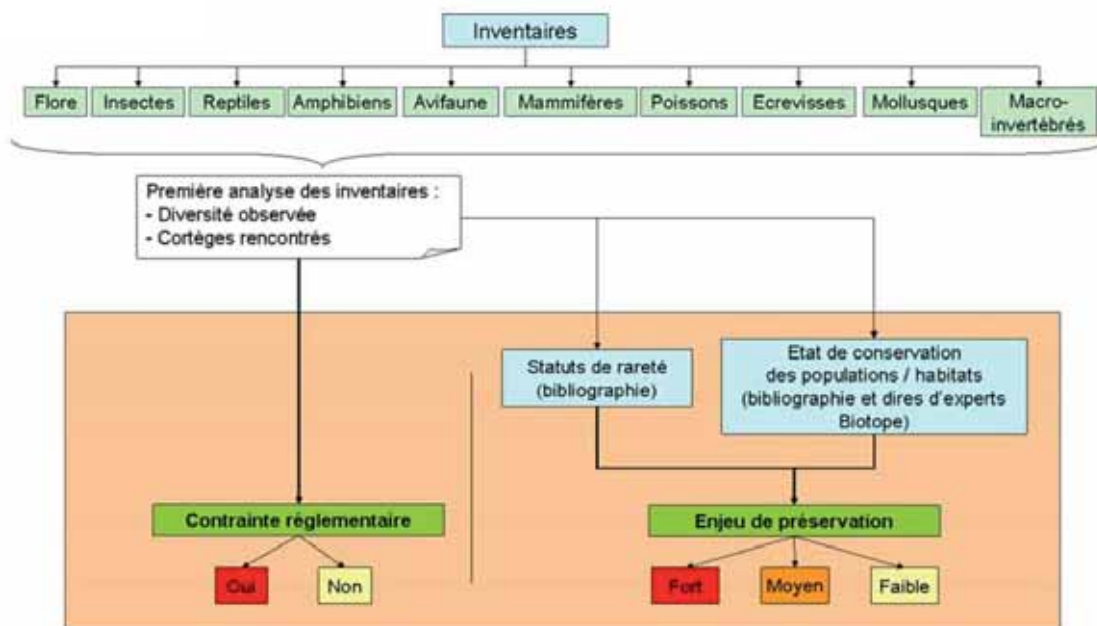 Inventaires
Flore
Insectes
Reptiles
Amphibiens
Avifaune
Mammifères
Poissons
Ecrevisses
Mollusques
Macro-
invertébrés
Première analyse des inventaires :
- Diversité observée
- Cortèges rencontrés
Statuts de rareté
(bibliographie)
Etat de conservation
des populations / habitats
(bibliographie et dires d'experts
Biotope)
Contrainte réglementaire
Enjeu de préservation
Oui
Non
Fort
Moyen
Faible